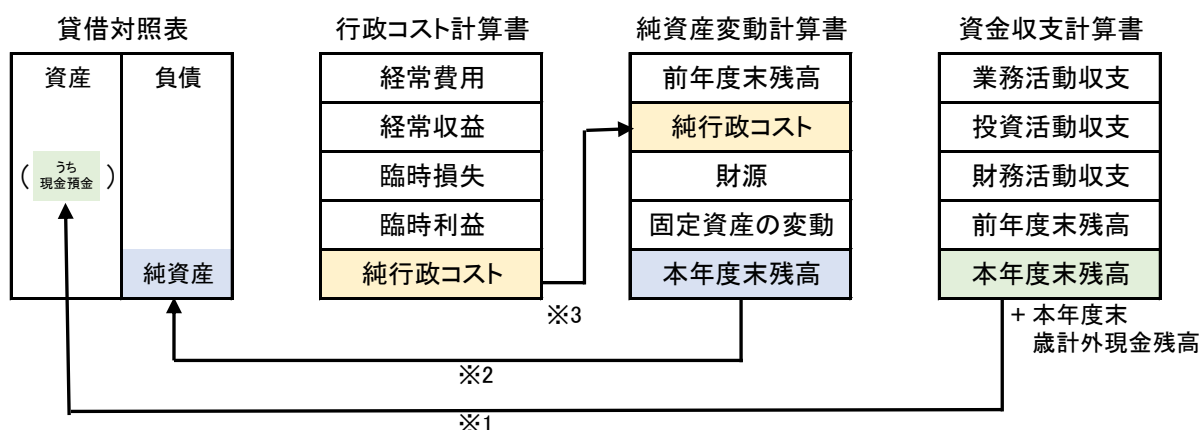 貸借対照表
資産
負債
(うち
現金預金)
純資産
行政コスト計算書
経常費用
経常収益
臨時損失
臨時利益
純行政コスト
純資産変動計算書
前年度末残高
純行政コスト
財源
固定資産の変動
本年度末残高
資金収支計算書
業務活動収支
投資活動収支
財務活動収支
前年度末残高
本年度末残高
+ 本年度末
歳計外現金残高
※3
※2
※1